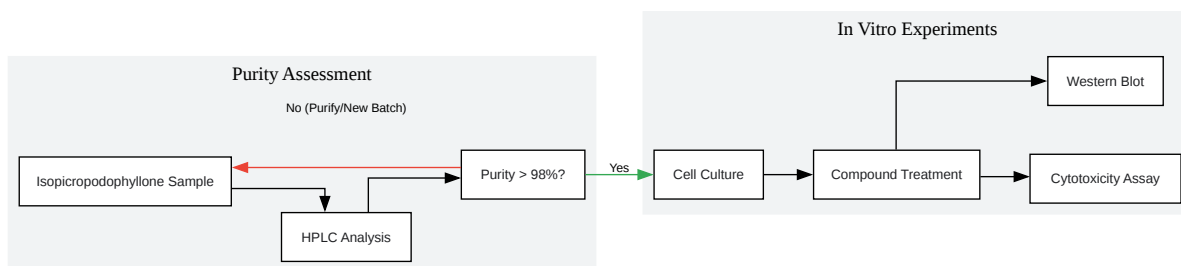 Purity Assessment
No (Purify/New Batch)
Isopicropodophyllone Sample
HPLC Analysis
Purity > 98%?
Yes
In Vitro Experiments
Cell Culture
Compound Treatment
Western Blot
Cytotoxicity Assay